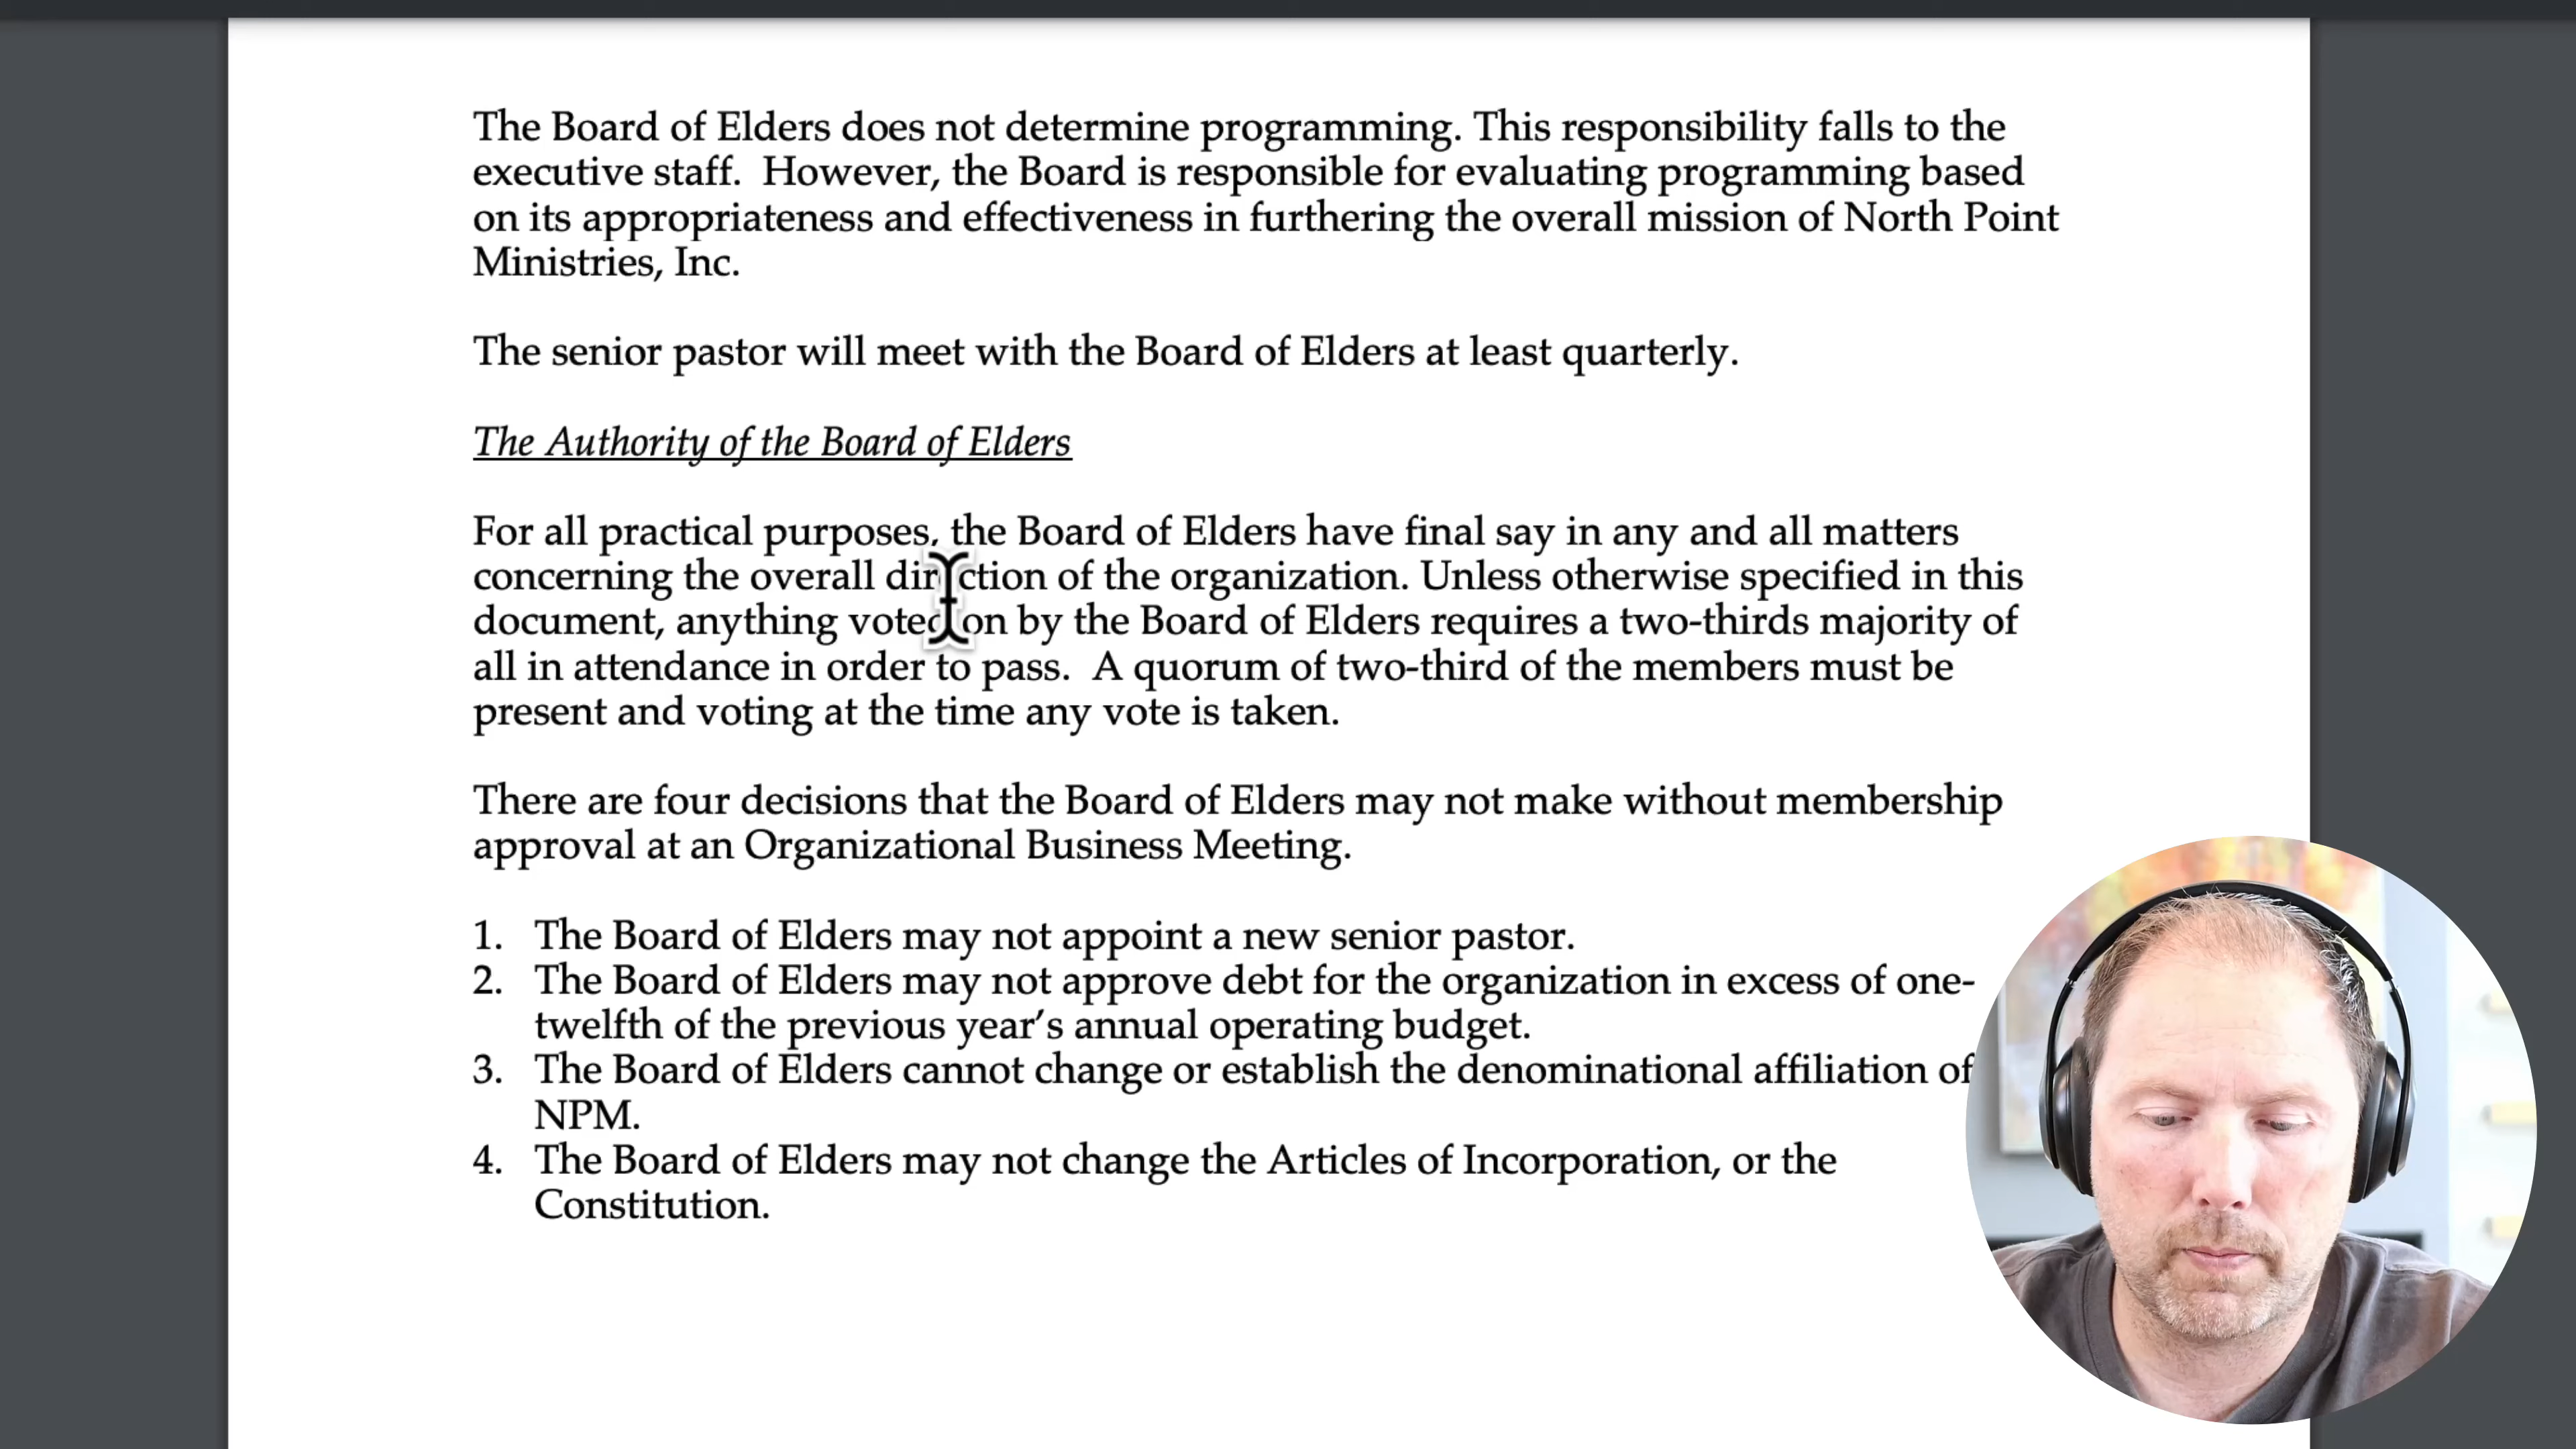 The Board of Elders does not determine programming. This responsibility falls to the
executive staff.  However, the Board is responsible for evaluating programming based
on its appropriateness and effectiveness in furthering the overall mission of North Point
Ministries, Inc.
The senior pastor will meet with the Board of Elders at least quarterly.
The Authority of the Board of Elders
For all practical purposes, the Board of Elders have final say in any and all matters
concerning the overall direction of the organization. Unless otherwise specified in this
document, anything voted on by the Board of Elders requires a two-thirds majority of
all in attendance in order to pass.  A quorum of two-third of the members must be
present and voting at the time any vote is taken.
There are four decisions that the Board of Elders may not make without membership
approval at an Organizational Business Meeting.
1. The Board of Elders may not appoint a new senior pastor.
2. The Board of Elders may not approve debt for the organization in excess of one-
twelfth of the previous year’s annual operating budget.
3. The Board of Elders cannot change or establish the denominational affiliation of
NPM.
4. The Board of Elders may not change the Articles of Incorporation, or the
Constitution.